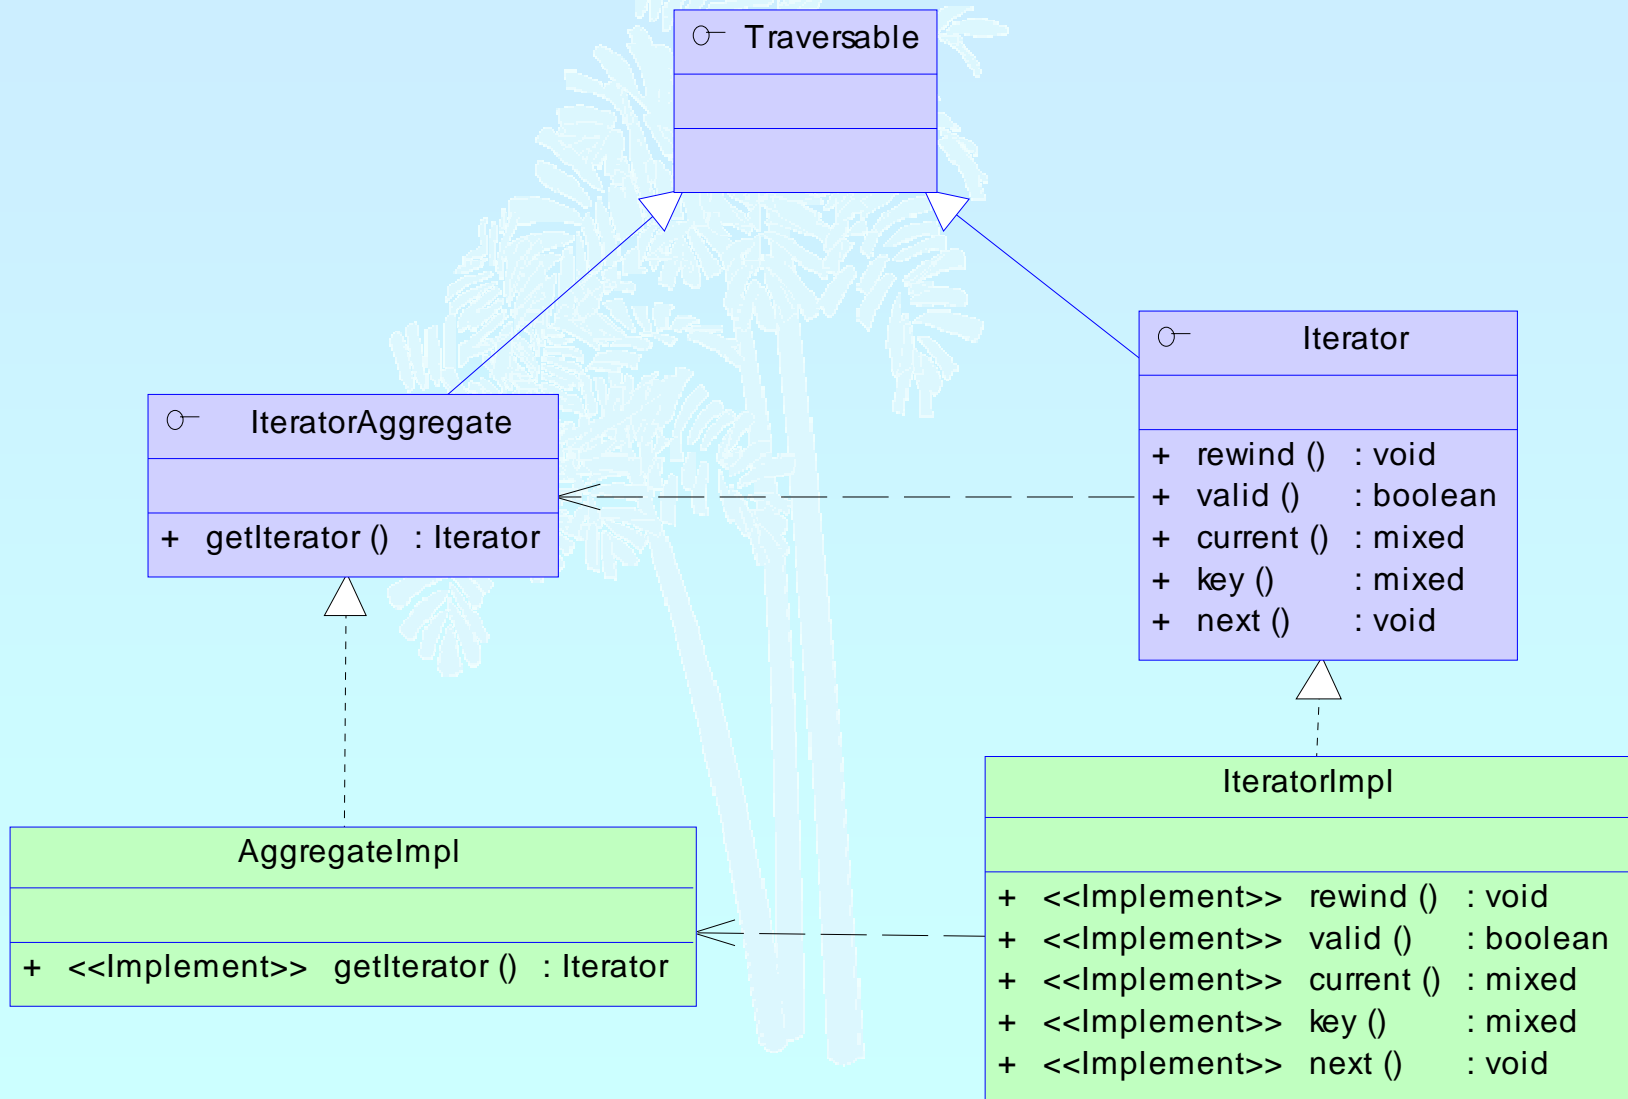 Traversable
Iterator
+ rewind () : void
+ valid () : boolean
+ current () : mixed
+ key () : mixed
+ next () : void
IteratorAggregate
+ getIterator () : Iterator
IteratorImpl
+ <<Implement>> rewind () : void
+ <<Implement>> valid () : boolean
+ <<Implement>> current () : mixed
+ <<Implement>> key () : mixed
+ <<Implement>> next () : void
AggregateImpl
+ <<Implement>> getIterator () : Iterator